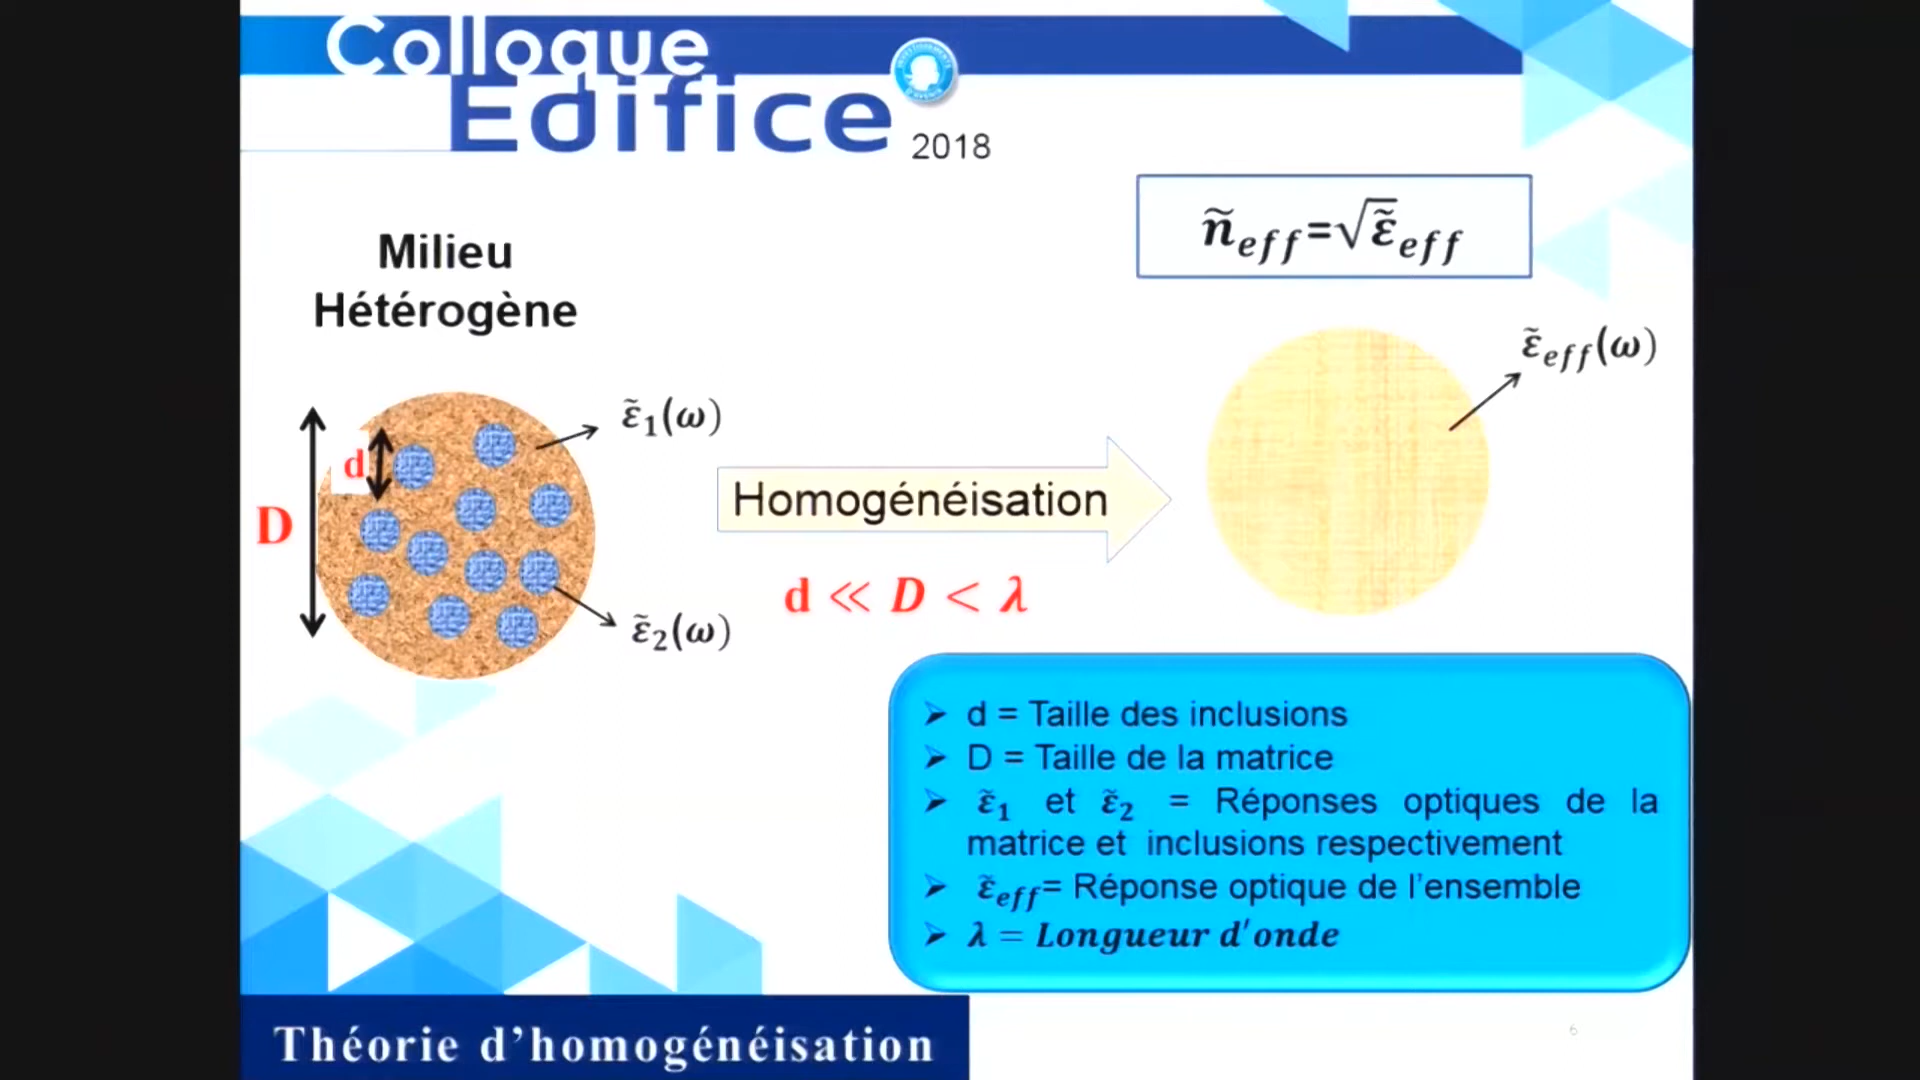 Colloque
Edifice 2018
ñ_eff=√ε̃_eff
Milieu
Hétérogène
ε̃_eff(ω)
ε̃₁(ω)
d
D
Homogénéisation
d ≪ D < λ
ε̃₂(ω)
➢ d = Taille des inclusions
➢ D = Taille de la matrice
➢ ε̃₁ et ε̃₂ = Réponses optiques de la
matrice et inclusions respectivement
➢ ε̃_eff= Réponse optique de l'ensemble
➢ λ = Longueur d'onde
Théorie d'homogénéisation
6